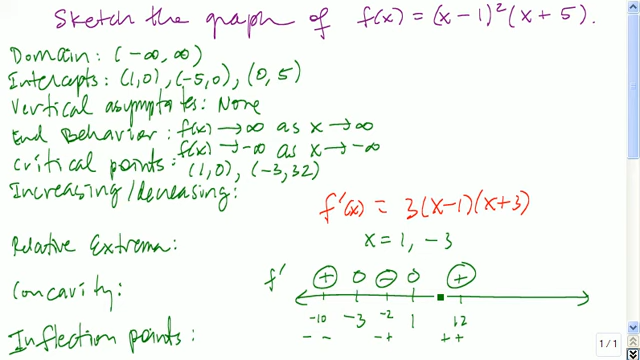 Sketch the graph of f(x) = (x-1)²(x+5).
Domain: (-∞, ∞)
Intercepts: (1,0), (-5,0), (0,5)
Vertical asymptotes: None
End Behavior: f(x) → ∞ as x → ∞
f(x) → -∞ as x → -∞
Critical points: (1,0), (-3,32)
Increasing/decreasing:
f'(x) = 3(x-1)(x+3)
x = 1, -3
Relative Extrema:
f' + 0 - 0 +
Concavity:
-10 -3 -2 1 12
-- -+ ++
Inflection points:
1/1